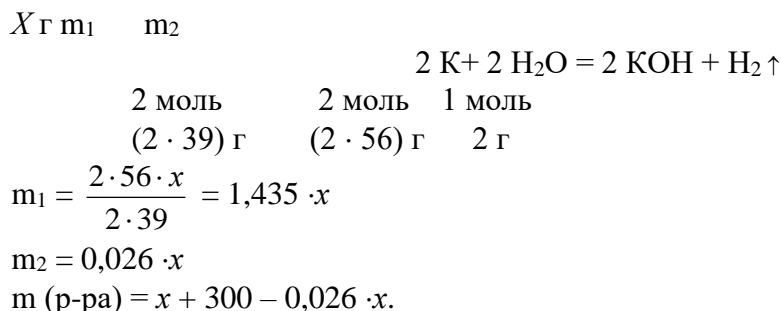 X г m₁ m₂
2 К+ 2 H₂O = 2 КОН + H₂↑
2 моль 2 моль 1 моль
(2 · 39) г (2 · 56) г 2 г
m₁ = 2·56·x / 2·39 = 1,435 ·x
m₂ = 0,026 ·x
m (р-ра) = x + 300 – 0,026 ·x.